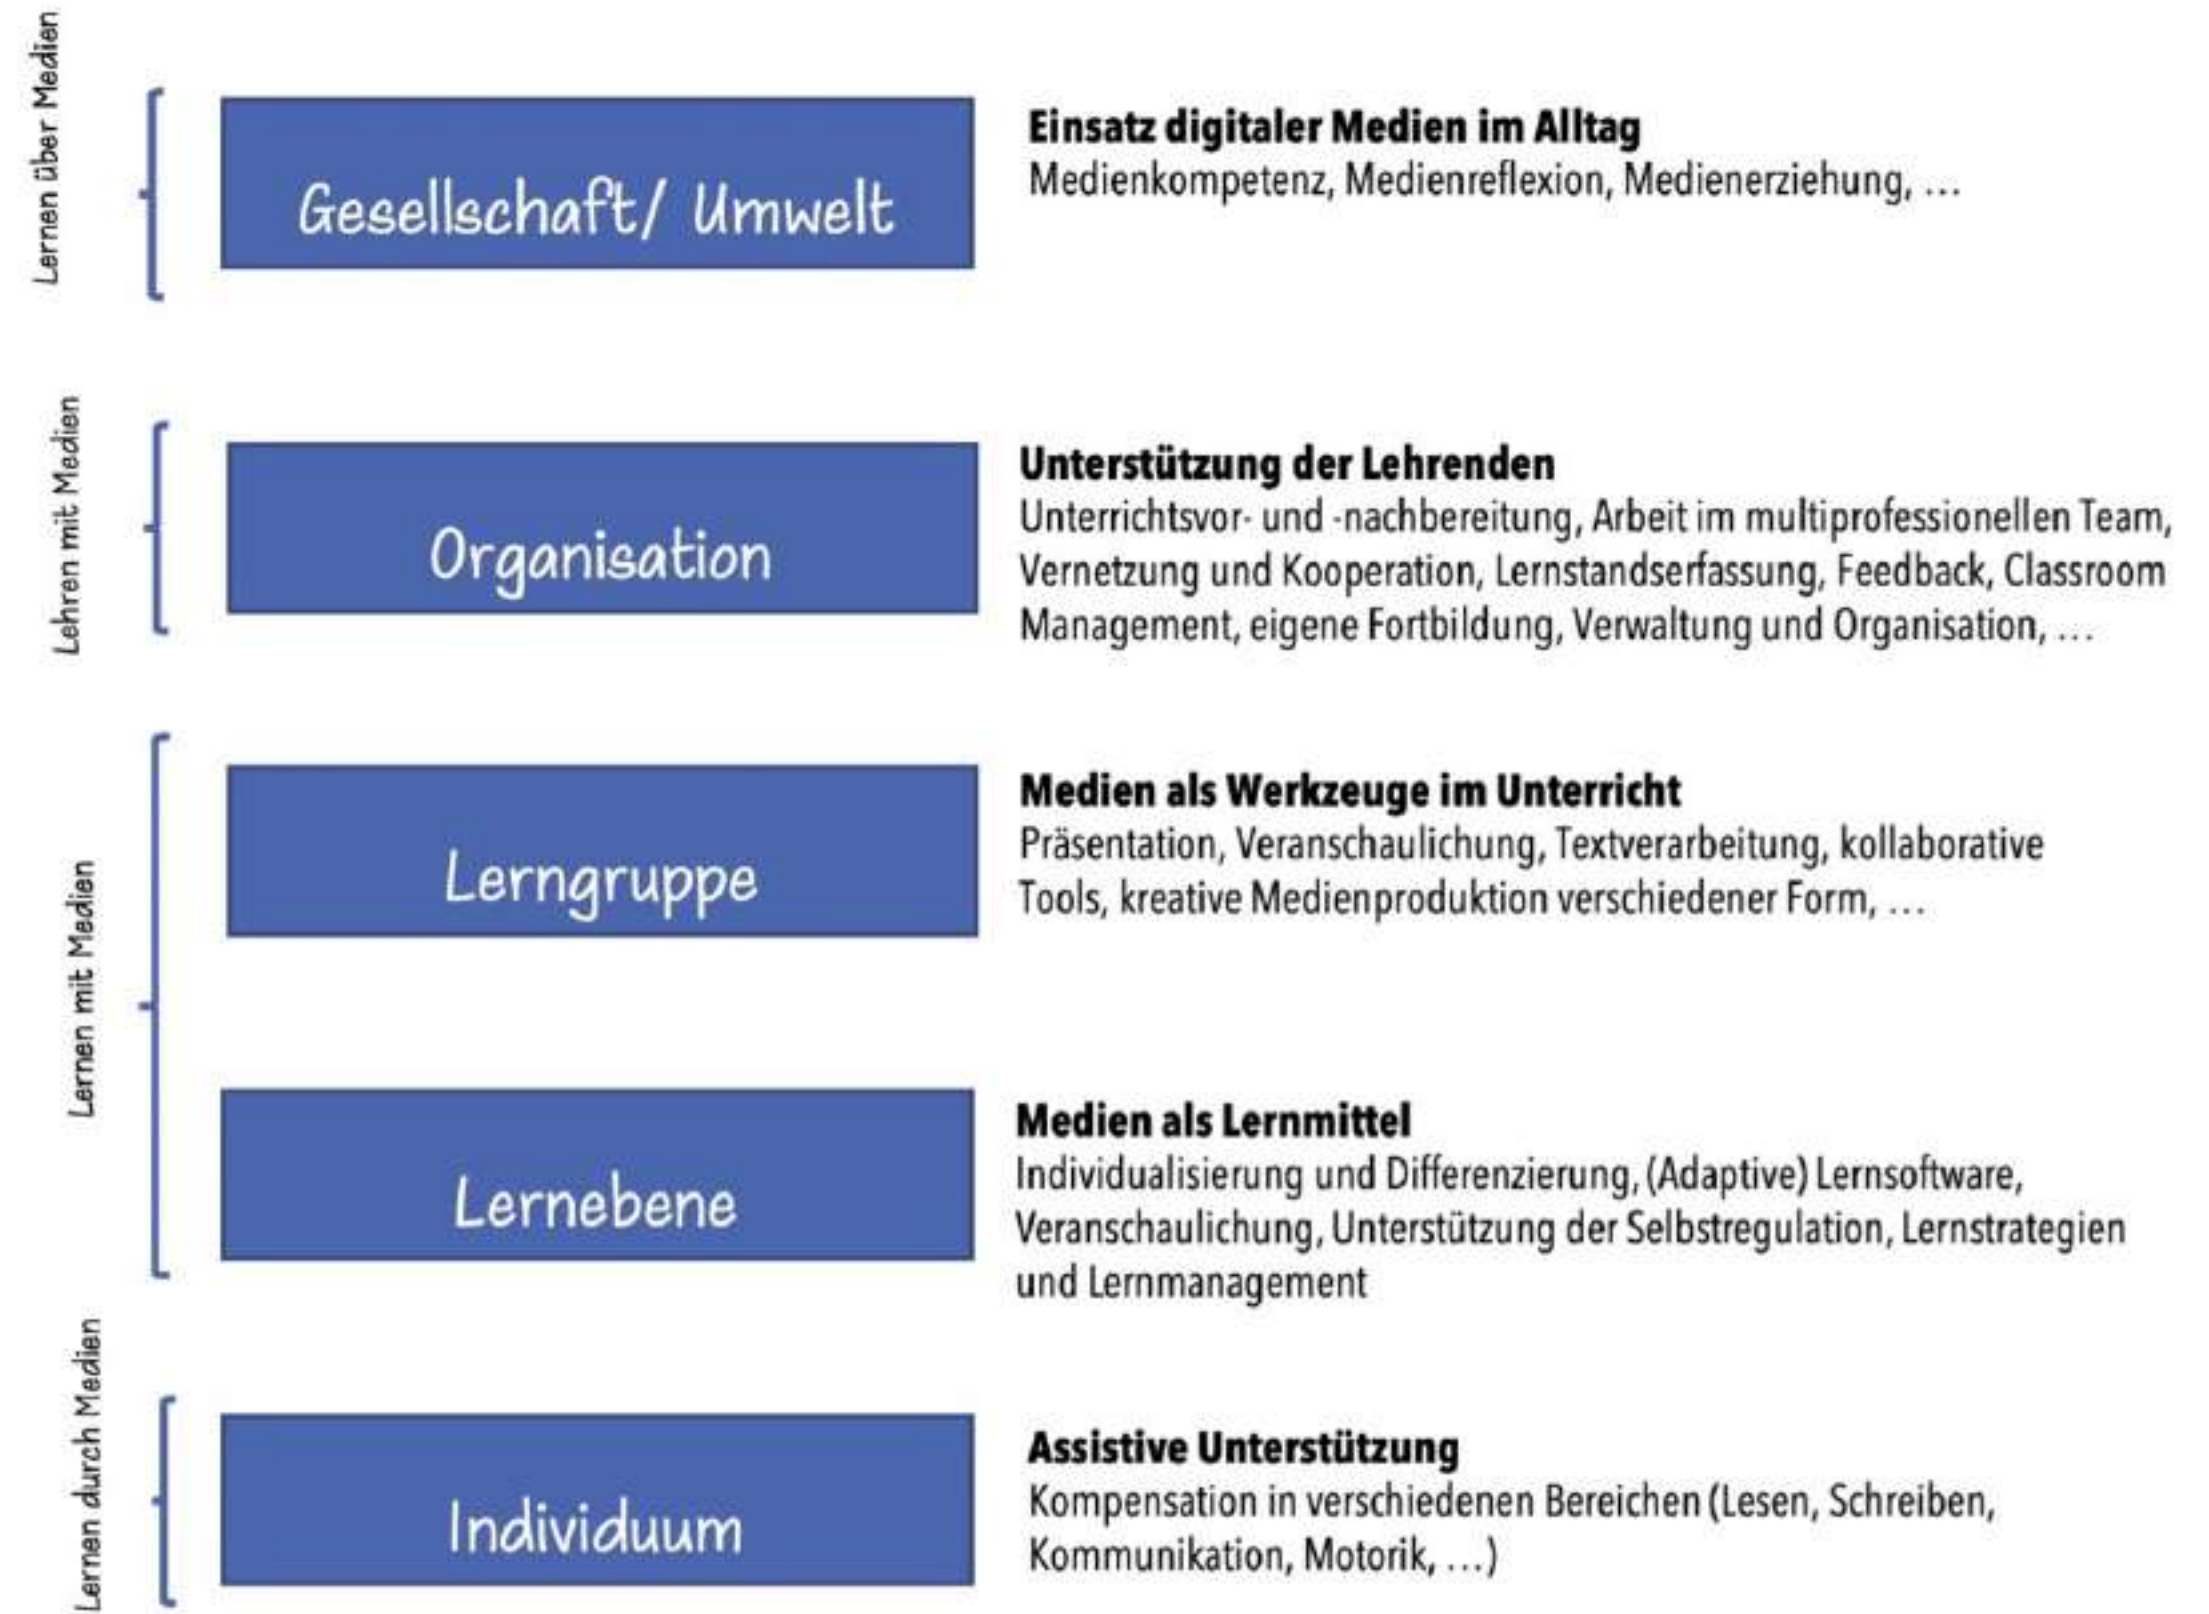 Lernen über Medien
Gesellschaft/ Umwelt
Einsatz digitaler Medien im Alltag
Medienkompetenz, Medienreflexion, Medienerziehung, ...
Lehren mit Medien
Organisation
Unterstützung der Lehrenden
Unterrichtsvor- und -nachbereitung, Arbeit im multiprofessionellen Team,
Vernetzung und Kooperation, Lernstandserfassung, Feedback, Classroom
Management, eigene Fortbildung, Verwaltung und Organisation, ...
Lernen mit Medien
Lerngruppe
Medien als Werkzeuge im Unterricht
Präsentation, Veranschaulichung, Textverarbeitung, kollaborative
Tools, kreative Medienproduktion verschiedener Form, ...
Lernebene
Medien als Lernmittel
Individualisierung und Differenzierung, (Adaptive) Lernsoftware,
Veranschaulichung, Unterstützung der Selbstregulation, Lernstrategien
und Lernmanagement
Lernen durch Medien
Individuum
Assistive Unterstützung
Kompensation in verschiedenen Bereichen (Lesen, Schreiben,
Kommunikation, Motorik, ...)